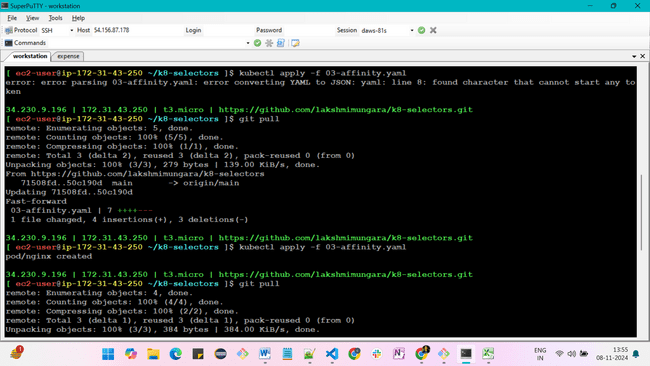 SuperPuTTY - workstation
File View Tools Help
Protocol SSH Host 54.156.87.178 Login Password Session daws-81s
Commands
workstation expense
[ ec2-user@ip-172-31-43-250 ~/k8-selectors ]$ kubectl apply -f 03-affinity.yaml
error: error parsing 03-affinity.yaml: error converting YAML to JSON: yaml: line 8: found character that cannot start any to
ken
34.230.9.196 | 172.31.43.250 | t3.micro | https://github.com/lakshmimungara/k8-selectors.git
[ ec2-user@ip-172-31-43-250 ~/k8-selectors ]$ git pull
remote: Enumerating objects: 5, done.
remote: Counting objects: 100% (5/5), done.
remote: Compressing objects: 100% (1/1), done.
remote: Total 3 (delta 2), reused 3 (delta 2), pack-reused 0 (from 0)
Unpacking objects: 100% (3/3), 279 bytes | 139.00 KiB/s, done.
From https://github.com/lakshmimungara/k8-selectors
71508fd..50c190d main -> origin/main
Updating 71508fd..50c190d
Fast-forward
03-affinity.yaml | 7 ++++---
1 file changed, 4 insertions(+), 3 deletions(-)
34.230.9.196 | 172.31.43.250 | t3.micro | https://github.com/lakshmimungara/k8-selectors.git
[ ec2-user@ip-172-31-43-250 ~/k8-selectors ]$ kubectl apply -f 03-affinity.yaml
pod/nginx created
34.230.9.196 | 172.31.43.250 | t3.micro | https://github.com/lakshmimungara/k8-selectors.git
[ ec2-user@ip-172-31-43-250 ~/k8-selectors ]$ git pull
remote: Enumerating objects: 4, done.
remote: Counting objects: 100% (4/4), done.
remote: Compressing objects: 100% (2/2), done.
remote: Total 3 (delta 1), reused 3 (delta 1), pack-reused 0 (from 0)
Unpacking objects: 100% (3/3), 384 bytes | 384.00 KiB/s, done.
ENG
IN
13:55
08-11-2024